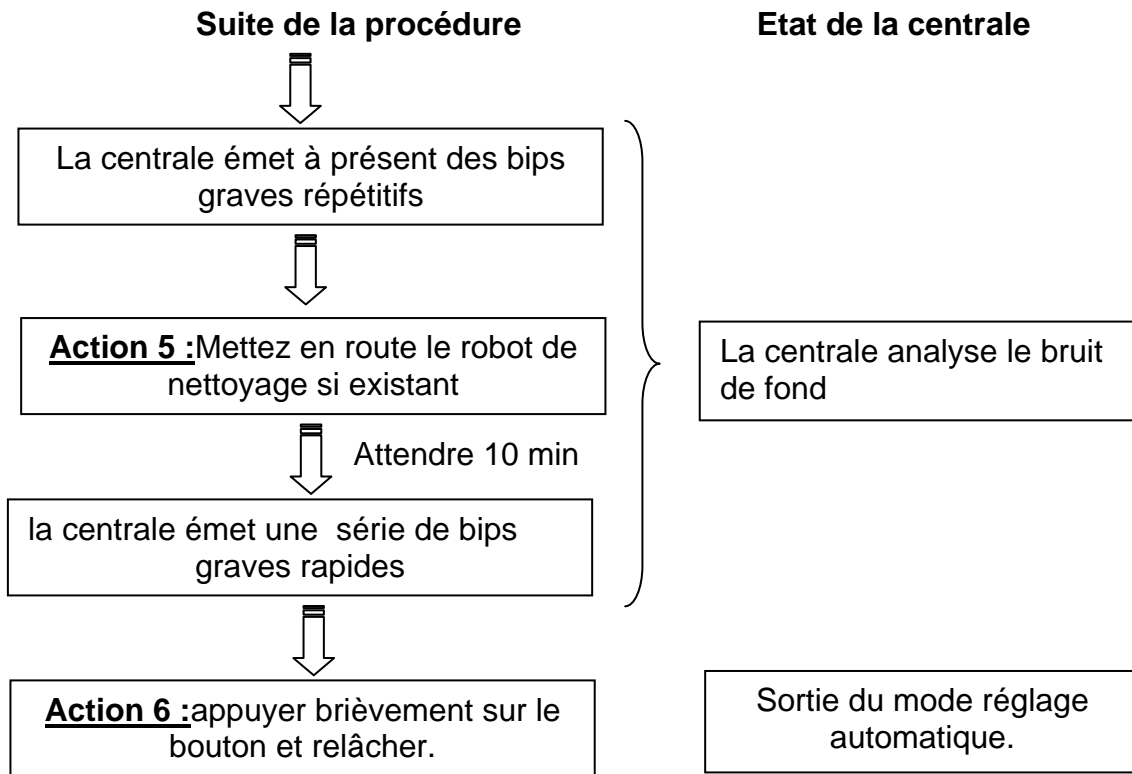 Suite de la procédure
Etat de la centrale
La centrale émet à présent des bips
graves répétitifs
Action 5 :Mettez en route le robot de
nettoyage si existant
La centrale analyse le bruit
de fond
Attendre 10 min
la centrale émet une série de bips
graves rapides
Action 6 :appuyer brièvement sur le
bouton et relâcher.
Sortie du mode réglage
automatique.